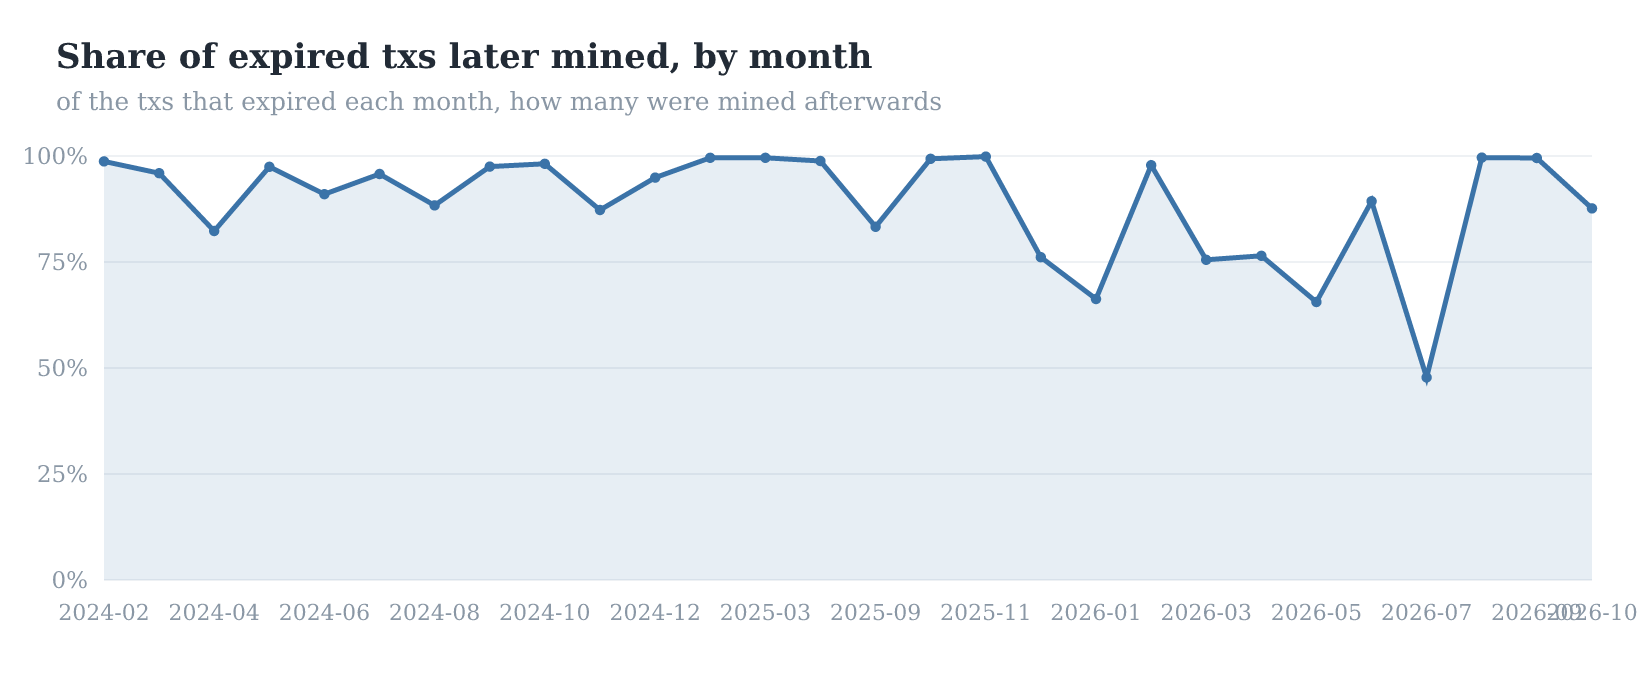 Share of expired txs later mined, by month
of the txs that expired each month, how many were mined afterwards
100%
75%
50%
25%
0%
2024-02 2024-04 2024-06 2024-08 2024-10 2024-12 2025-03 2025-09 2025-11 2026-01 2026-03 2026-05 2026-07 2026-09 2026-10